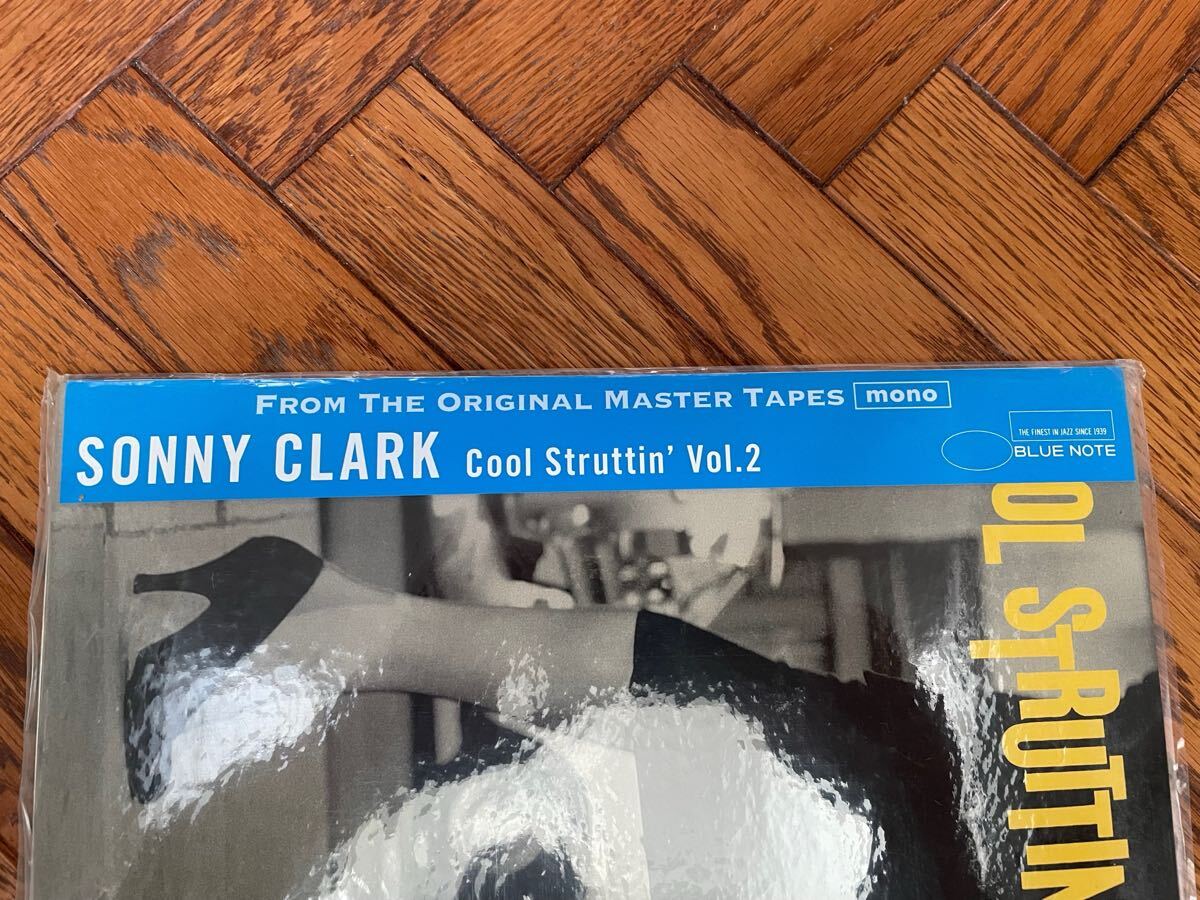 FROM THE ORIGINAL MASTER TAPES mono
SONNY CLARK Cool Struttin' Vol.2
THE FINEST IN JAZZ SINCE 1939
BLUE NOTE
OL STRUTTIN